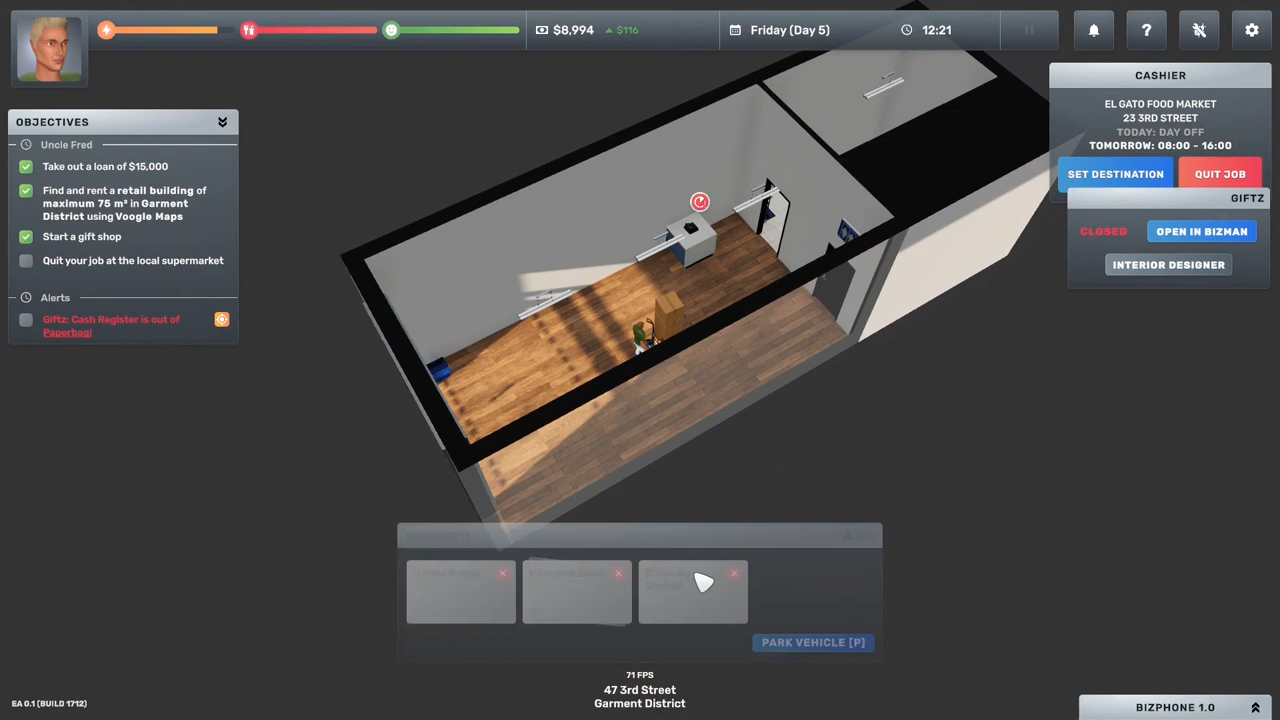 $8,994
$116
Friday (Day 5)
12:21
?
OBJECTIVES
Uncle Fred
Take out a loan of $15,000
Find and rent a retail building of
maximum 75 m² in Garment
District using Voogle Maps
Start a gift shop
Quit your job at the local supermarket
Alerts
Giftz: Cash Register is out of
Paperbag!
CASHIER
EL GATO FOOD MARKET
23 3RD STREET
TODAY: DAY OFF
TOMORROW: 08:00 - 16:00
SET DESTINATION
QUIT JOB
GIFTZ
CLOSED
OPEN IN BIZMAN
INTERIOR DESIGNER
PARK VEHICLE [P]
71 FPS
47 3rd Street
Garment District
EA 0.1 (BUILD 1712)
BIZPHONE 1.0